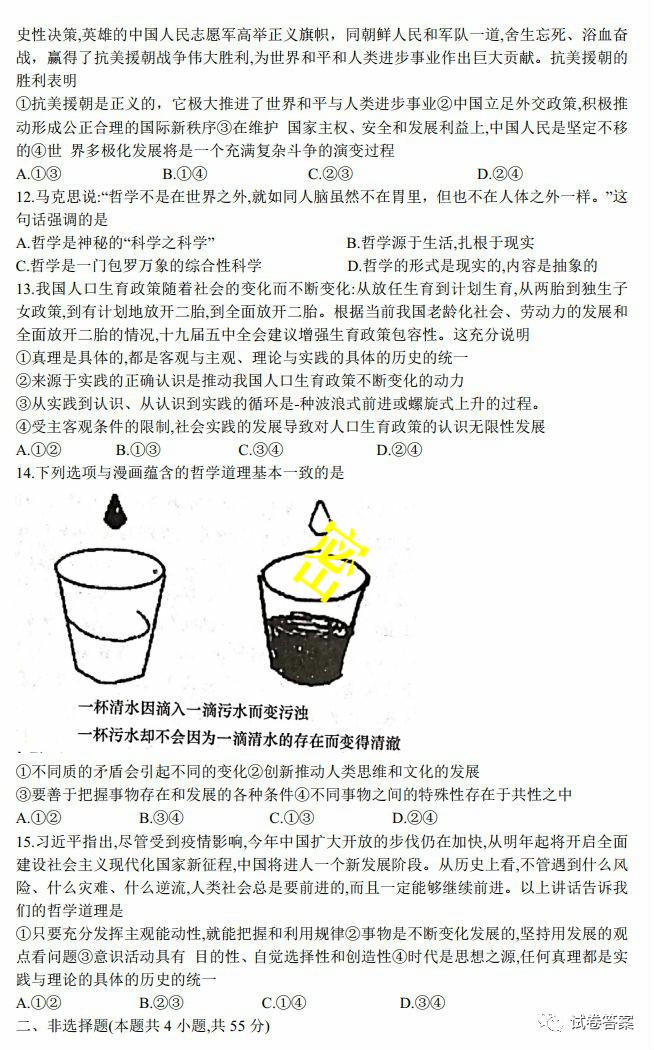 史性决策,英雄的中国人民志愿军高举正义旗帜，同朝鲜人民和军队一道,舍生忘死、浴血奋
战，赢得了抗美援朝战争伟大胜利,为世界和平和人类进步事业作出巨大贡献。抗美援朝的
胜利表明
①抗美援朝是正义的，它极大推进了世界和平与人类进步事业②中国立足外交政策,积极推
动形成公正合理的国际新秩序③在维护 国家主权、安全和发展利益上,中国人民是坚定不移
的④世 界多极化发展将是一个充满复杂斗争的演变过程
A.①③ B.①④ C.②③ D.②④
12.马克思说:“哲学不是在世界之外,就如同人脑虽然不在胃里，但也不在人体之外一样。”这
句话强调的是
A.哲学是神秘的“科学之科学” B.哲学源于生活,扎根于现实
C.哲学是一门包罗万象的综合性科学 D.哲学的形式是现实的,内容是抽象的
13.我国人口生育政策随着社会的变化而不断变化:从放任生育到计划生育,从两胎到独生子
女政策,到有计划地放开二胎,到全面放开二胎。根据当前我国老龄化社会、劳动力的发展和
全面放开二胎的情况,十九届五中全会建议增强生育政策包容性。这充分说明
①真理是具体的,都是客观与主观、理论与实践的具体的历史的统一
②来源于实践的正确认识是推动我国人口生育政策不断变化的动力
③从实践到认识、从认识到实践的循环是-种波浪式前进或螺旋式上升的过程。
④受主客观条件的限制,社会实践的发展导致对人口生育政策的认识无限性发展
A.①② B.①③ C.③④ D.②④
14.下列选项与漫画蕴含的哲学道理基本一致的是
一杯清水因滴入一滴污水而变污浊
一杯污水却不会因为一滴清水的存在而变得清澈
①不同质的矛盾会引起不同的变化②创新推动人类思维和文化的发展
③要善于把握事物存在和发展的各种条件④不同事物之间的特殊性存在于共性之中
A.①② B.③④ C.①③ D.②④
15.习近平指出,尽管受到疫情影响,今年中国扩大开放的步伐仍在加快,从明年起将开启全面
建设社会主义现代化国家新征程,中国将进人一个新发展阶段。从历史上看,不管遇到什么风
险、什么灾难、什么逆流,人类社会总是要前进的,而且一定能够继续前进。以上讲话告诉我
们的哲学道理是
①只要充分发挥主观能动性,就能把握和利用规律②事物是不断变化发展的,坚持用发展的观
点看问题③意识活动具有 目的性、自觉选择性和创造性④时代是思想之源,任何真理都是实
践与理论的具体的历史的统一
A.①② B.②③ C.①④ D.③④
二、非选择题(本题共 4 小题,共 55 分)
试卷答案